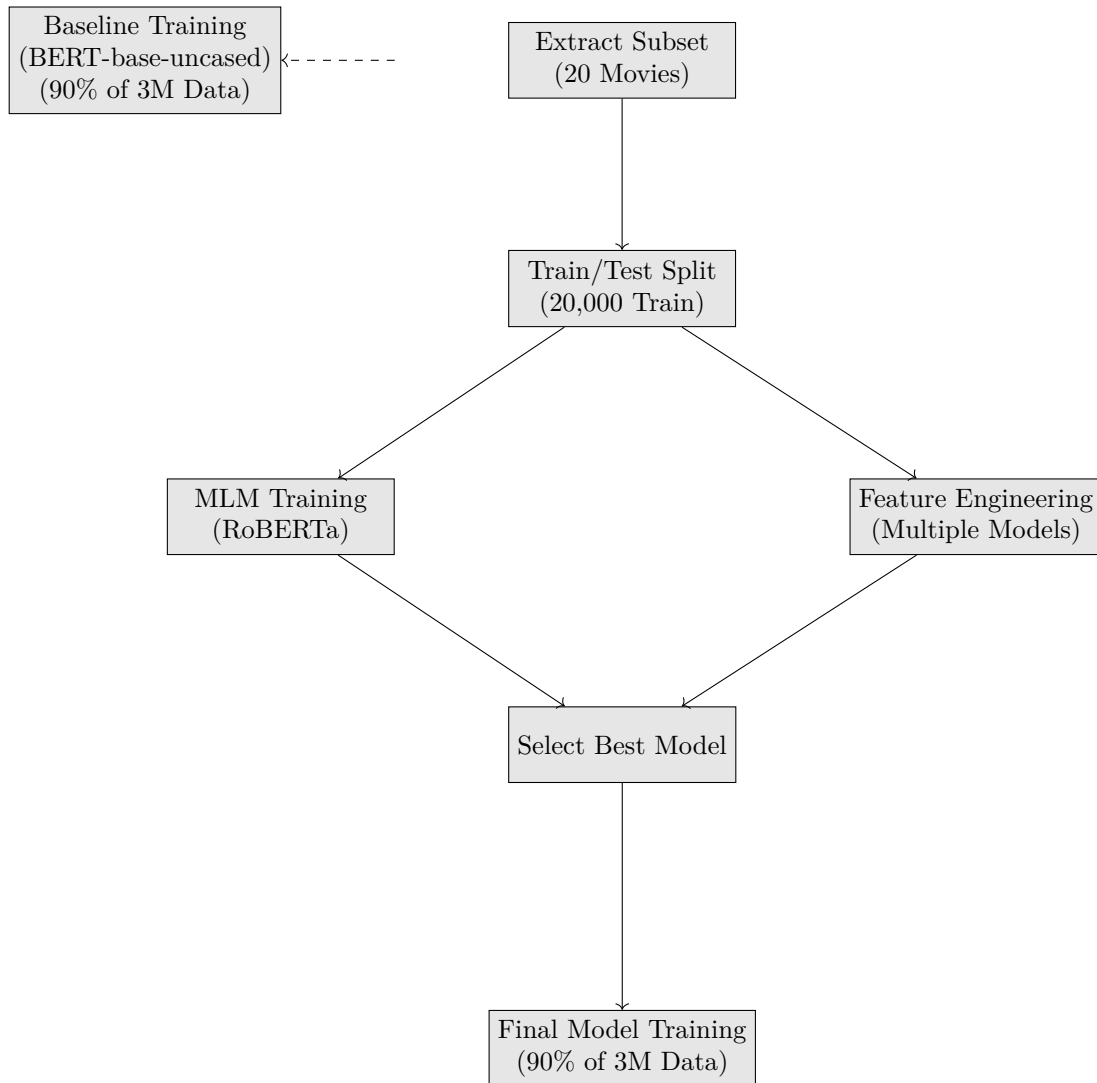 Baseline Training
(BERT-base-uncased)
(90% of 3M Data)
Extract Subset
(20 Movies)
Train/Test Split
(20,000 Train)
MLM Training
(RoBERTa)
Feature Engineering
(Multiple Models)
Select Best Model
Final Model Training
(90% of 3M Data)